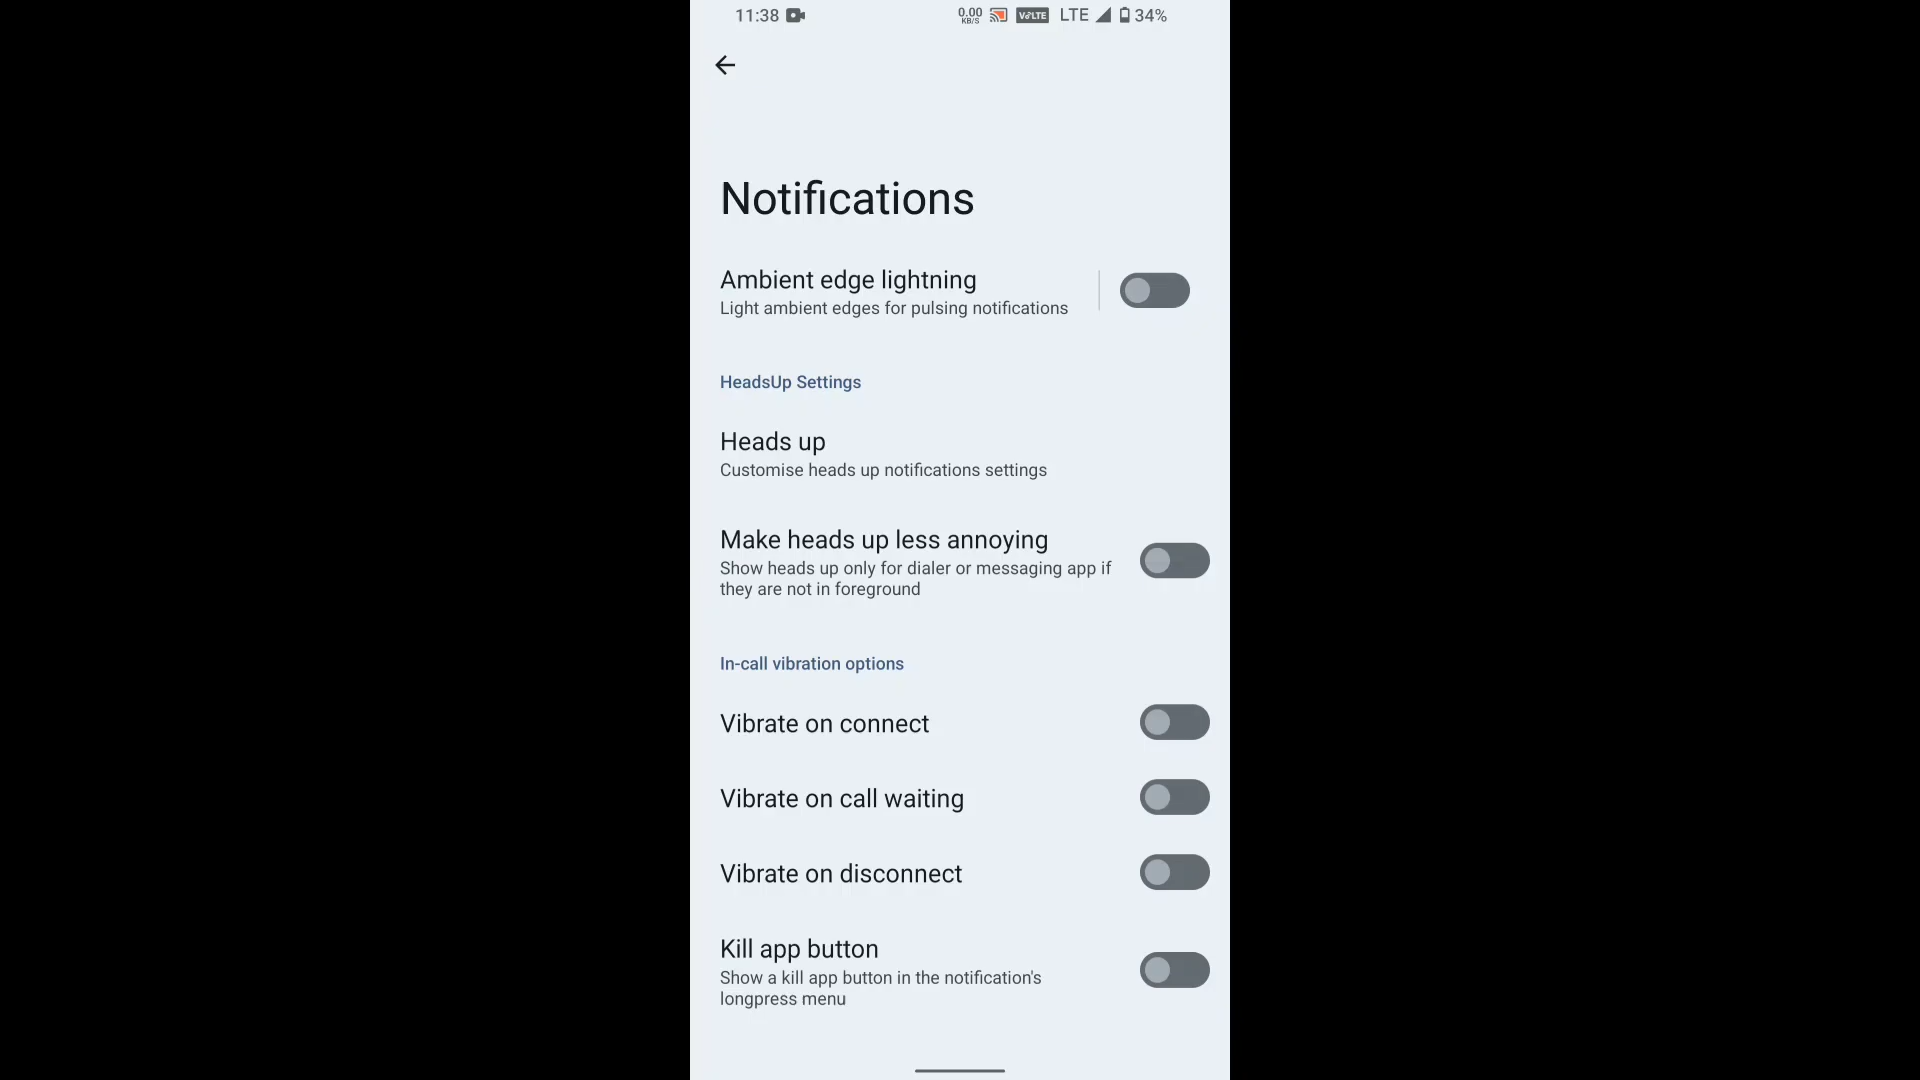 11:38
0.00
KB/S
VoLTE
LTE
34%
Notifications
Ambient edge lightning
Light ambient edges for pulsing notifications
HeadsUp Settings
Heads up
Customise heads up notifications settings
Make heads up less annoying
Show heads up only for dialer or messaging app if
they are not in foreground
In-call vibration options
Vibrate on connect
Vibrate on call waiting
Vibrate on disconnect
Kill app button
Show a kill app button in the notification's
longpress menu